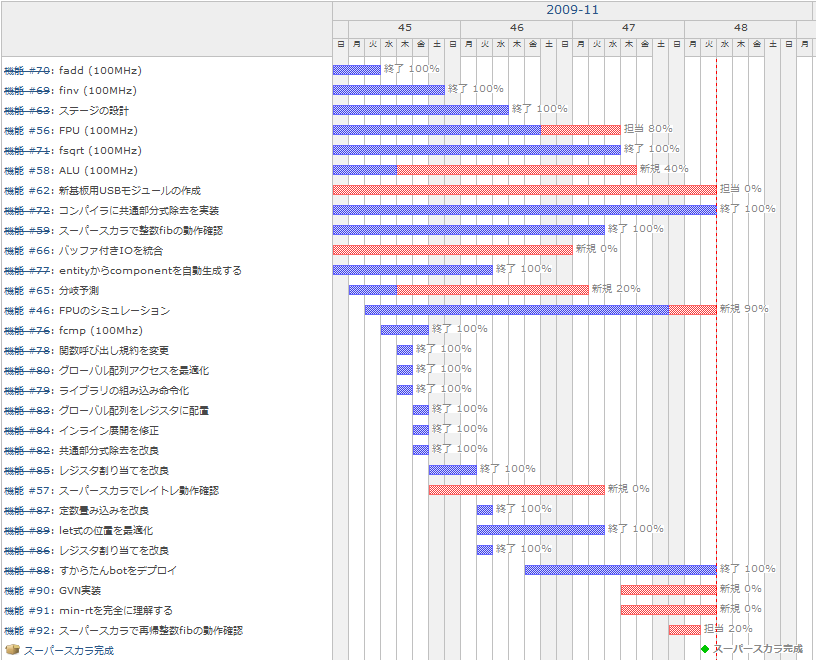 2009-11
45 46 47 48
日 月 火 水 木 金 土 日 月 火 水 木 金 土 日 月 火 水 木 金 土 日 月 火 水 木 金 土 日 月
機能 #70: fadd (100MHz) 終了 100%
機能 #69: finv (100MHz) 終了 100%
機能 #63: ステージの設計 終了 100%
機能 #56: FPU (100MHz) 担当 80%
機能 #71: fsqrt (100MHz) 終了 100%
機能 #58: ALU (100MHz) 新規 40%
機能 #62: 新基板用USBモジュールの作成 担当 0%
機能 #72: コンパイラに共通部分式除去を実装 終了 100%
機能 #59: スーパースカラで整数fibの動作確認 終了 100%
機能 #66: バッファ付きIOを統合 新規 0%
機能 #77: entityからcomponentを自動生成する 終了 100%
機能 #65: 分岐予測 新規 20%
機能 #46: FPUのシミュレーション 新規 90%
機能 #76: fcmp (100Mhz) 終了 100%
機能 #78: 関数呼び出し規約を変更 終了 100%
機能 #80: グローバル配列アクセスを最適化 終了 100%
機能 #79: ライブラリの組み込み命令化 終了 100%
機能 #83: グローバル配列をレジスタに配置 終了 100%
機能 #84: インライン展開を修正 終了 100%
機能 #82: 共通部分式除去を改良 終了 100%
機能 #85: レジスタ割り当てを改良 終了 100%
機能 #57: スーパースカラでレイトレ動作確認 新規 0%
機能 #87: 定数畳み込みを改良 終了 100%
機能 #89: let式の位置を最適化 終了 100%
機能 #86: レジスタ割り当てを改良 終了 100%
機能 #88: すからたんbotをデプロイ 終了 100%
機能 #90: GVN実装 新規 0%
機能 #91: min-rtを完全に理解する 新規 0%
機能 #92: スーパースカラで再帰整数fibの動作確認 担当 20%
スーパースカラ完成 スーパースカラ完成